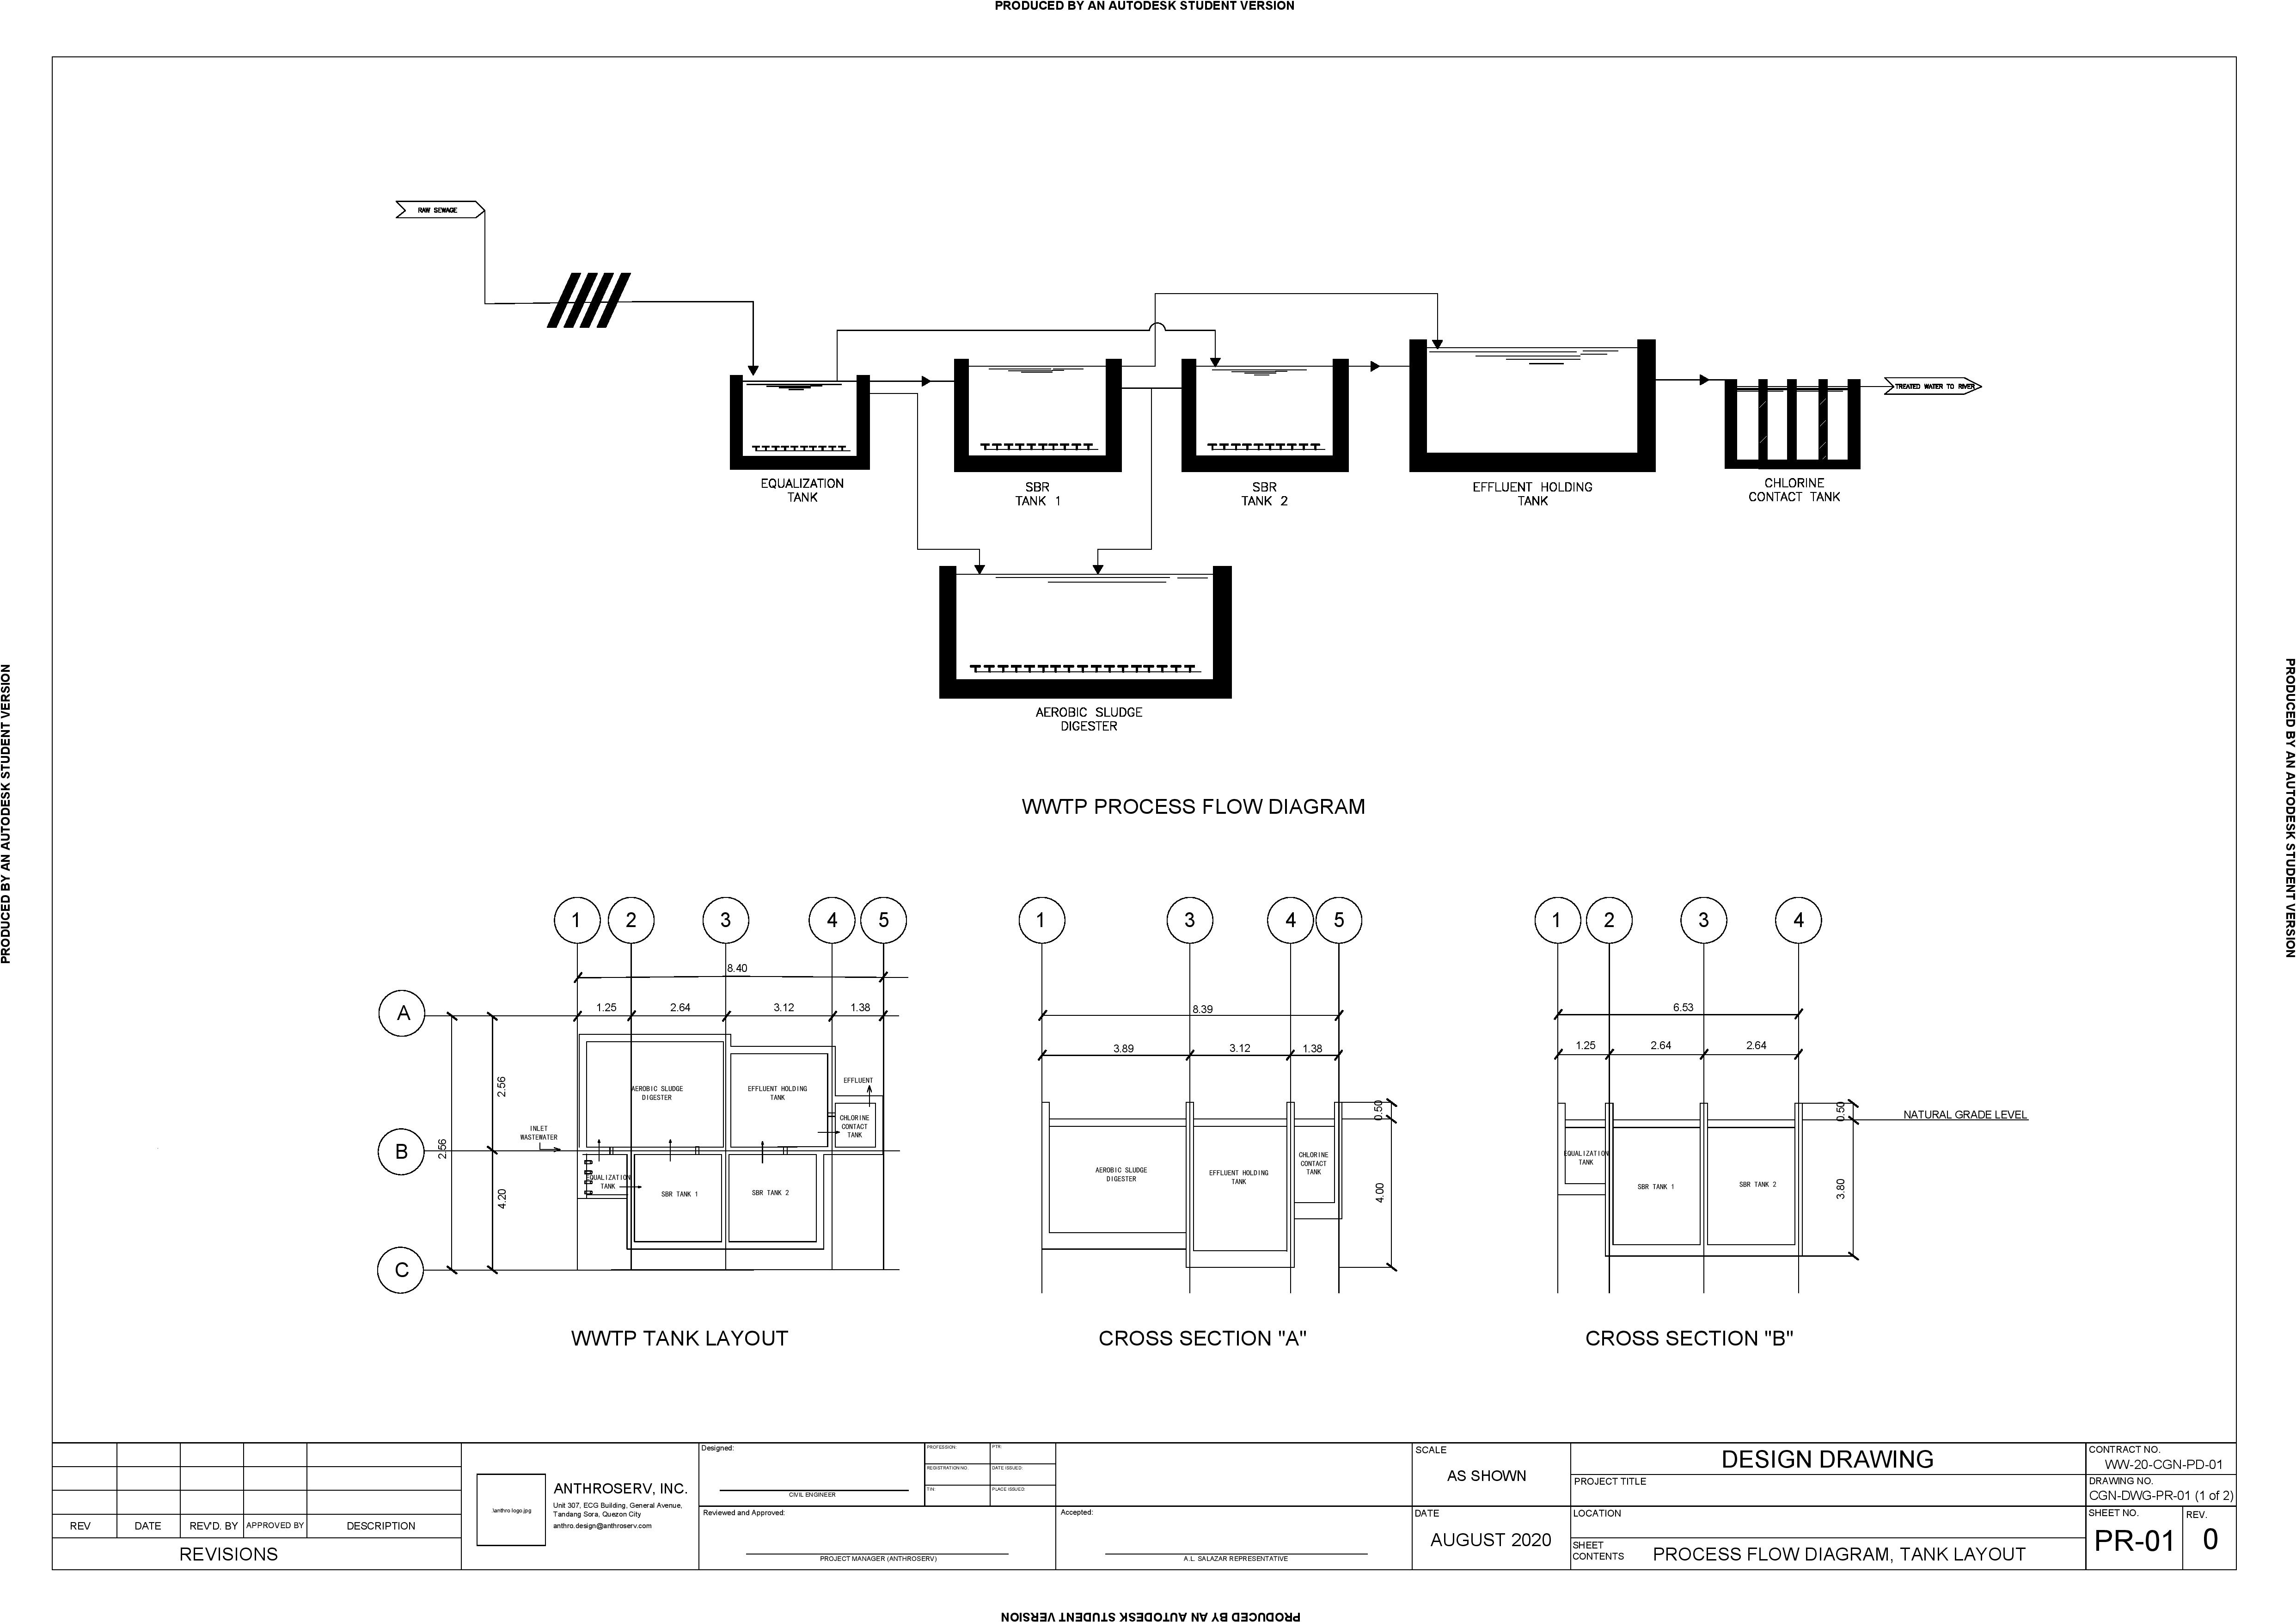 PRODUCED BY AN AUTODESK STUDENT VERSION
PRODUCED BY AN AUTODESK STUDENT VERSION
PRODUCED BY AN AUTODESK STUDENT VERSION
RAW SEWAGE
TREATED WATER TO RIVER
EQUALIZATION
TANK
SBR
TANK 1
SBR
TANK 2
EFFLUENT HOLDING
TANK
CHLORINE
CONTACT TANK
AEROBIC SLUDGE
DIGESTER
WWTP PROCESS FLOW DIAGRAM
1
2
3
4
5
8.40
A
1.25
2.64
3.12
1.38
2.56
AEROBIC SLUDGE
DIGESTER
EFFLUENT HOLDING
TANK
EFFLUENT
CHLORINE
CONTACT
TANK
INLET
WASTEWATER
B
2.56
EQUALIZATION
TANK
SBR TANK 1
SBR TANK 2
4.20
C
WWTP TANK LAYOUT
1
3
4
5
8.39
3.89
3.12
1.38
0.50
AEROBIC SLUDGE
DIGESTER
EFFLUENT HOLDING
TANK
CHLORINE
CONTACT
TANK
4.00
CROSS SECTION "A"
1
2
3
4
6.53
1.25
2.64
2.64
0.50
NATURAL GRADE LEVEL
EQUALIZATION
TANK
SBR TANK 1
SBR TANK 2
3.80
CROSS SECTION "B"
REV
DATE
REV'D. BY
APPROVED BY
DESCRIPTION
REVISIONS
\anthro logo.jpg
ANTHROSERV, INC.
Unit 307, ECG Building, General Avenue,
Tandang Sora, Quezon City
anthro.design@anthroserv.com
Designed:
CIVIL ENGINEER
PROFESSION:
PTR:
REGISTRATION NO.
DATE ISSUED:
TIN:
PLACE ISSUED:
Reviewed and Approved:
PROJECT MANAGER (ANTHROSERV)
Accepted:
A.L. SALAZAR REPRESENTATIVE
SCALE
AS SHOWN
DATE
AUGUST 2020
DESIGN DRAWING
PROJECT TITLE
LOCATION
SHEET
CONTENTS
PROCESS FLOW DIAGRAM, TANK LAYOUT
CONTRACT NO.
WW-20-CGN-PD-01
DRAWING NO.
CGN-DWG-PR-01 (1 of 2)
SHEET NO.
PR-01
REV.
0
PRODUCED BY AN AUTODESK STUDENT VERSION